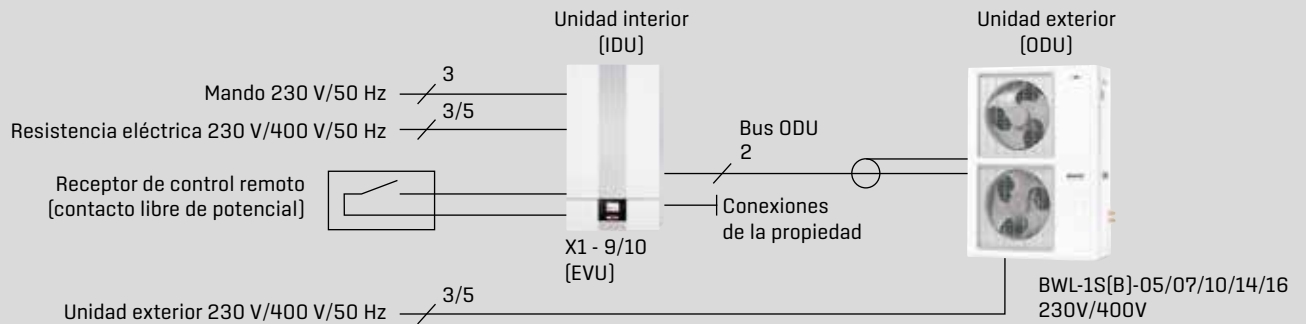 Unidad interior
(IDU)
Unidad exterior
(ODU)
Mando 230 V/50 Hz
3
Resistencia eléctrica 230 V/400 V/50 Hz
3/5
Bus ODU
2
Receptor de control remoto
(contacto libre de potencial)
Conexiones
de la propiedad
X1 - 9/10
(EVU)
BWL-1S(B)-05/07/10/14/16
230V/400V
Unidad exterior 230 V/400 V/50 Hz
3/5